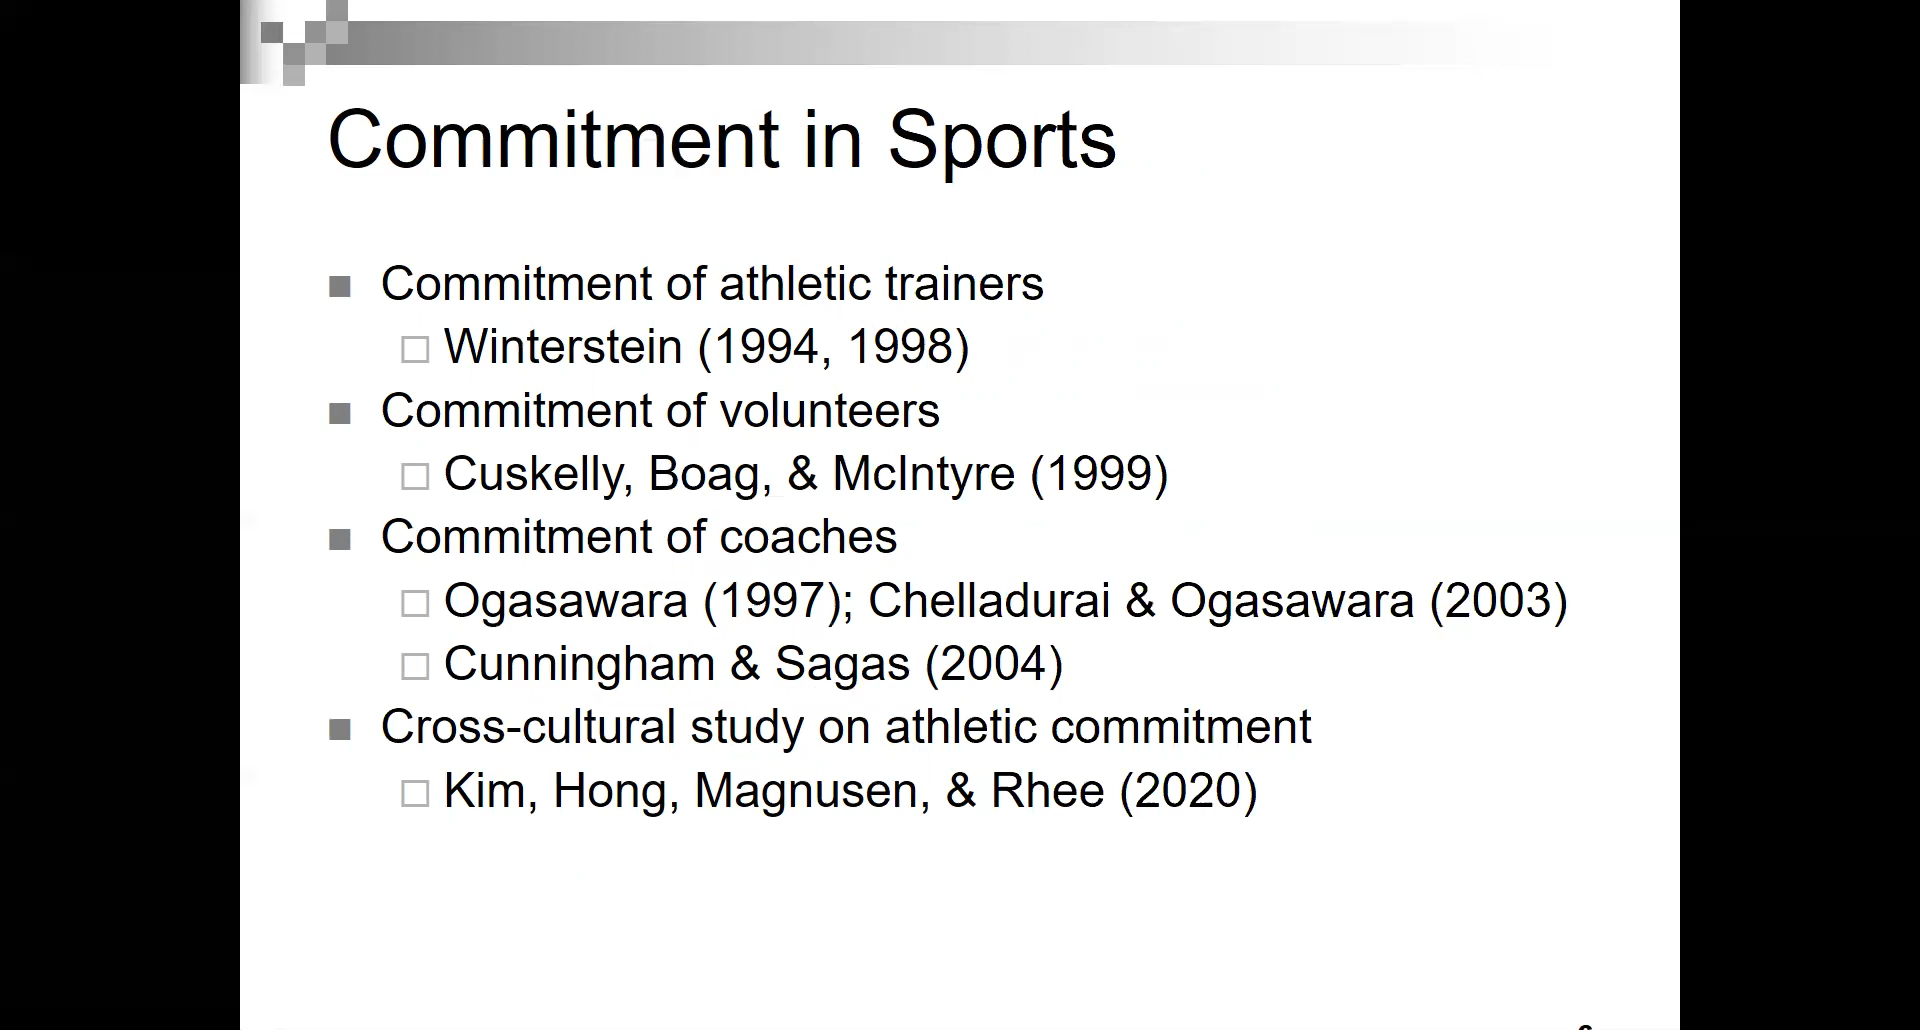 Commitment in Sports
Commitment of athletic trainers
Winterstein (1994, 1998)
Commitment of volunteers
Cuskelly, Boag, & McIntyre (1999)
Commitment of coaches
Ogasawara (1997); Chelladurai & Ogasawara (2003)
Cunningham & Sagas (2004)
Cross-cultural study on athletic commitment
Kim, Hong, Magnusen, & Rhee (2020)